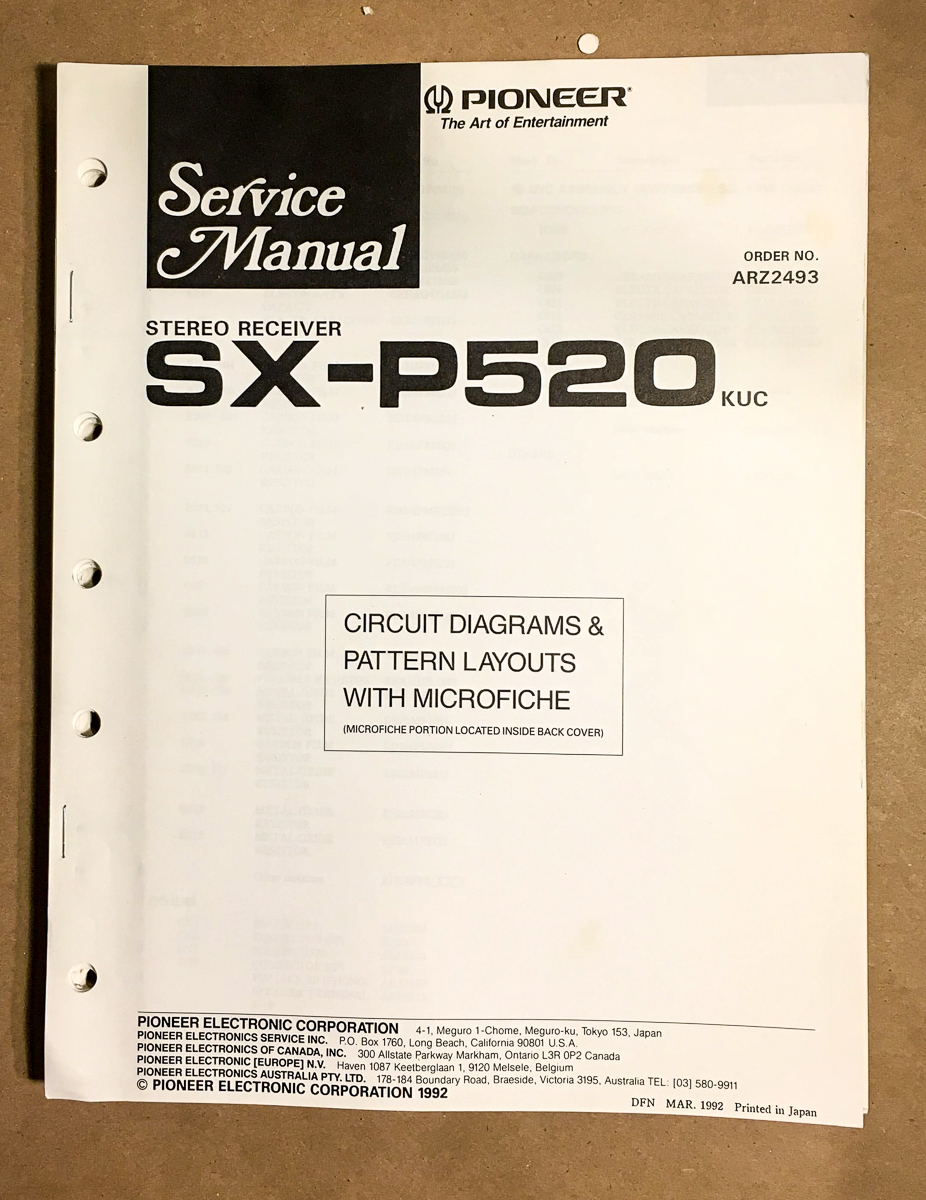 PIONEER®
The Art of Entertainment
Service
Manual
ORDER NO.
ARZ2493
STEREO RECEIVER
SX-P520 KUC
CIRCUIT DIAGRAMS &
PATTERN LAYOUTS
WITH MICROFICHE
(MICROFICHE PORTION LOCATED INSIDE BACK COVER)
PIONEER ELECTRONIC CORPORATION 4-1, Meguro 1-Chome, Meguro-ku, Tokyo 153, Japan
PIONEER ELECTRONICS SERVICE INC. P.O. Box 1760, Long Beach, California 90801 U.S.A.
PIONEER ELECTRONICS OF CANADA, INC. 300 Allstate Parkway Markham, Ontario L3R 0P2 Canada
PIONEER ELECTRONIC [EUROPE] N.V. Haven 1087 Keetberglaan 1, 9120 Melsele, Belgium
PIONEER ELECTRONICS AUSTRALIA PTY. LTD. 178-184 Boundary Road, Braeside, Victoria 3195, Australia TEL: [03] 580-9911
© PIONEER ELECTRONIC CORPORATION 1992
DFN MAR. 1992 Printed in Japan